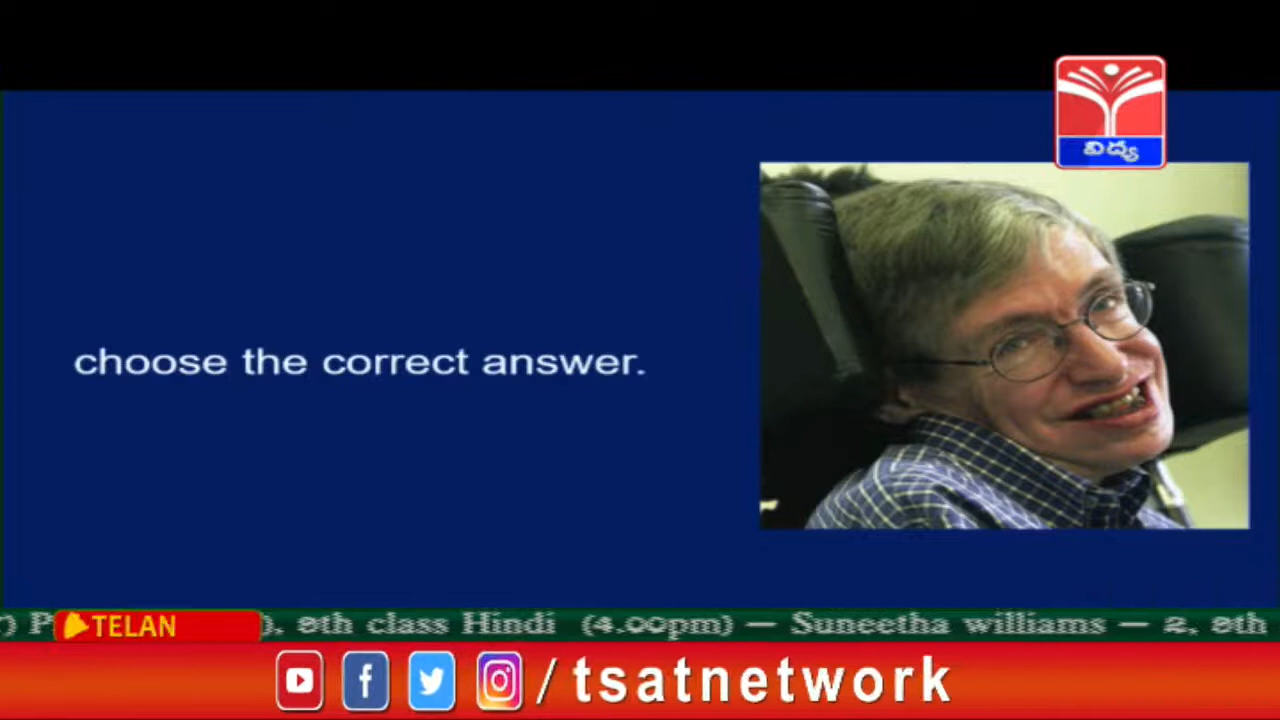 విద్య
choose the correct answer.
TELAN
), 8th class Hindi (4.00pm) – Suneetha williams – 2, 8th
/tsatnetwork